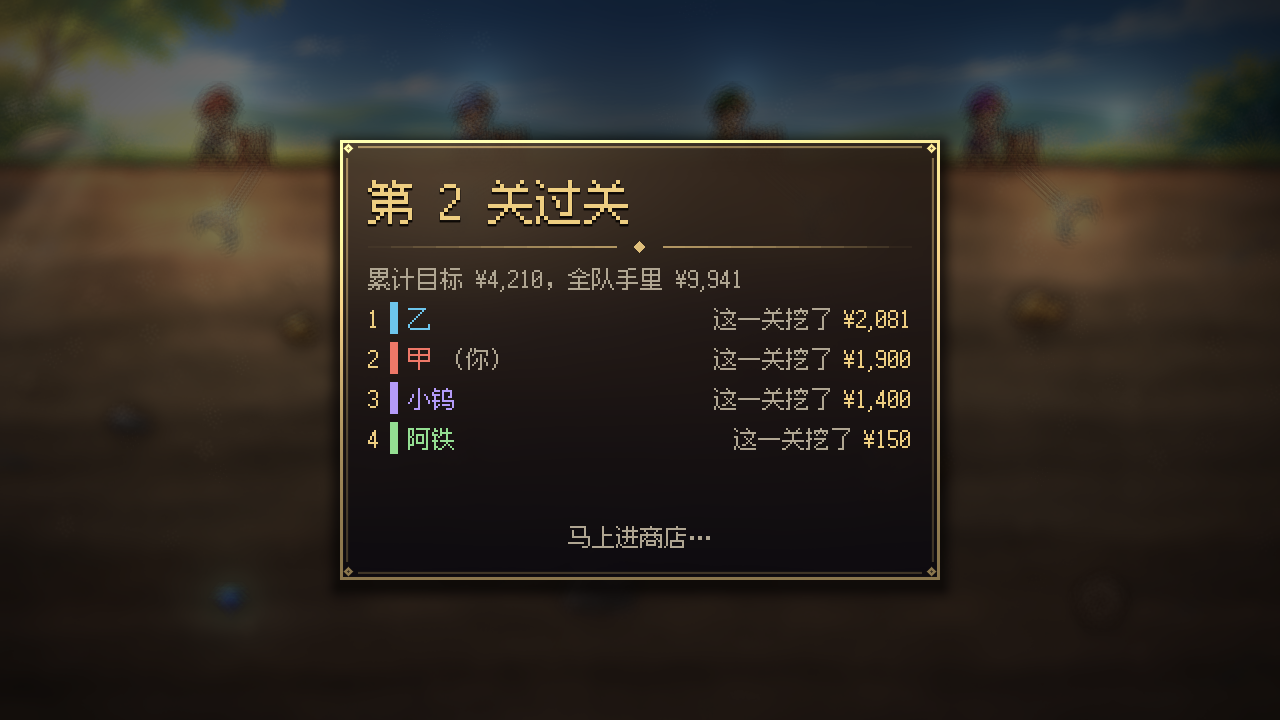 第 2 关过关
累计目标 ¥4,210，全队手里 ¥9,941
1 乙 这一关挖了 ¥2,081
2 甲 （你） 这一关挖了 ¥1,900
3 小钨 这一关挖了 ¥1,400
4 阿铁 这一关挖了 ¥150
马上进商店…